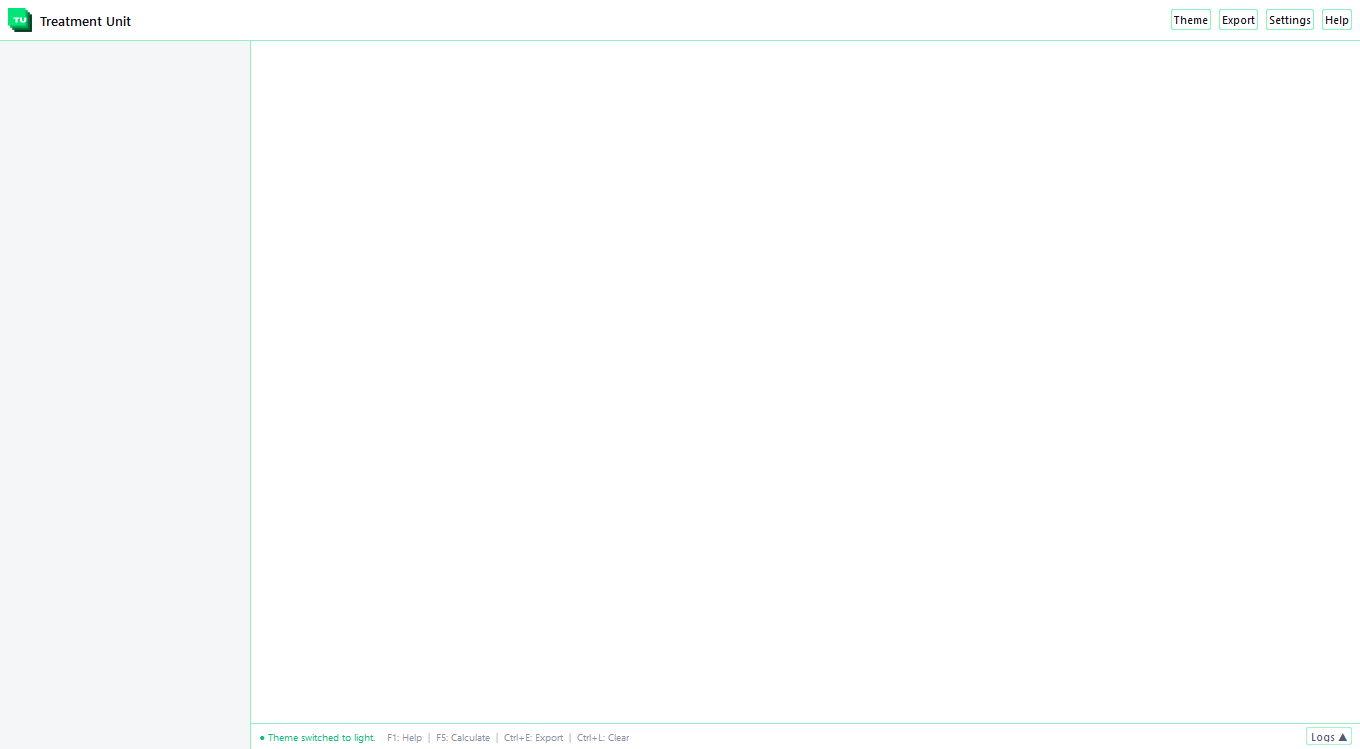 TU Treatment Unit Theme Export Settings Help
● Theme switched to light. F1: Help | F5: Calculate | Ctrl+E: Export | Ctrl+L: Clear Logs ▲